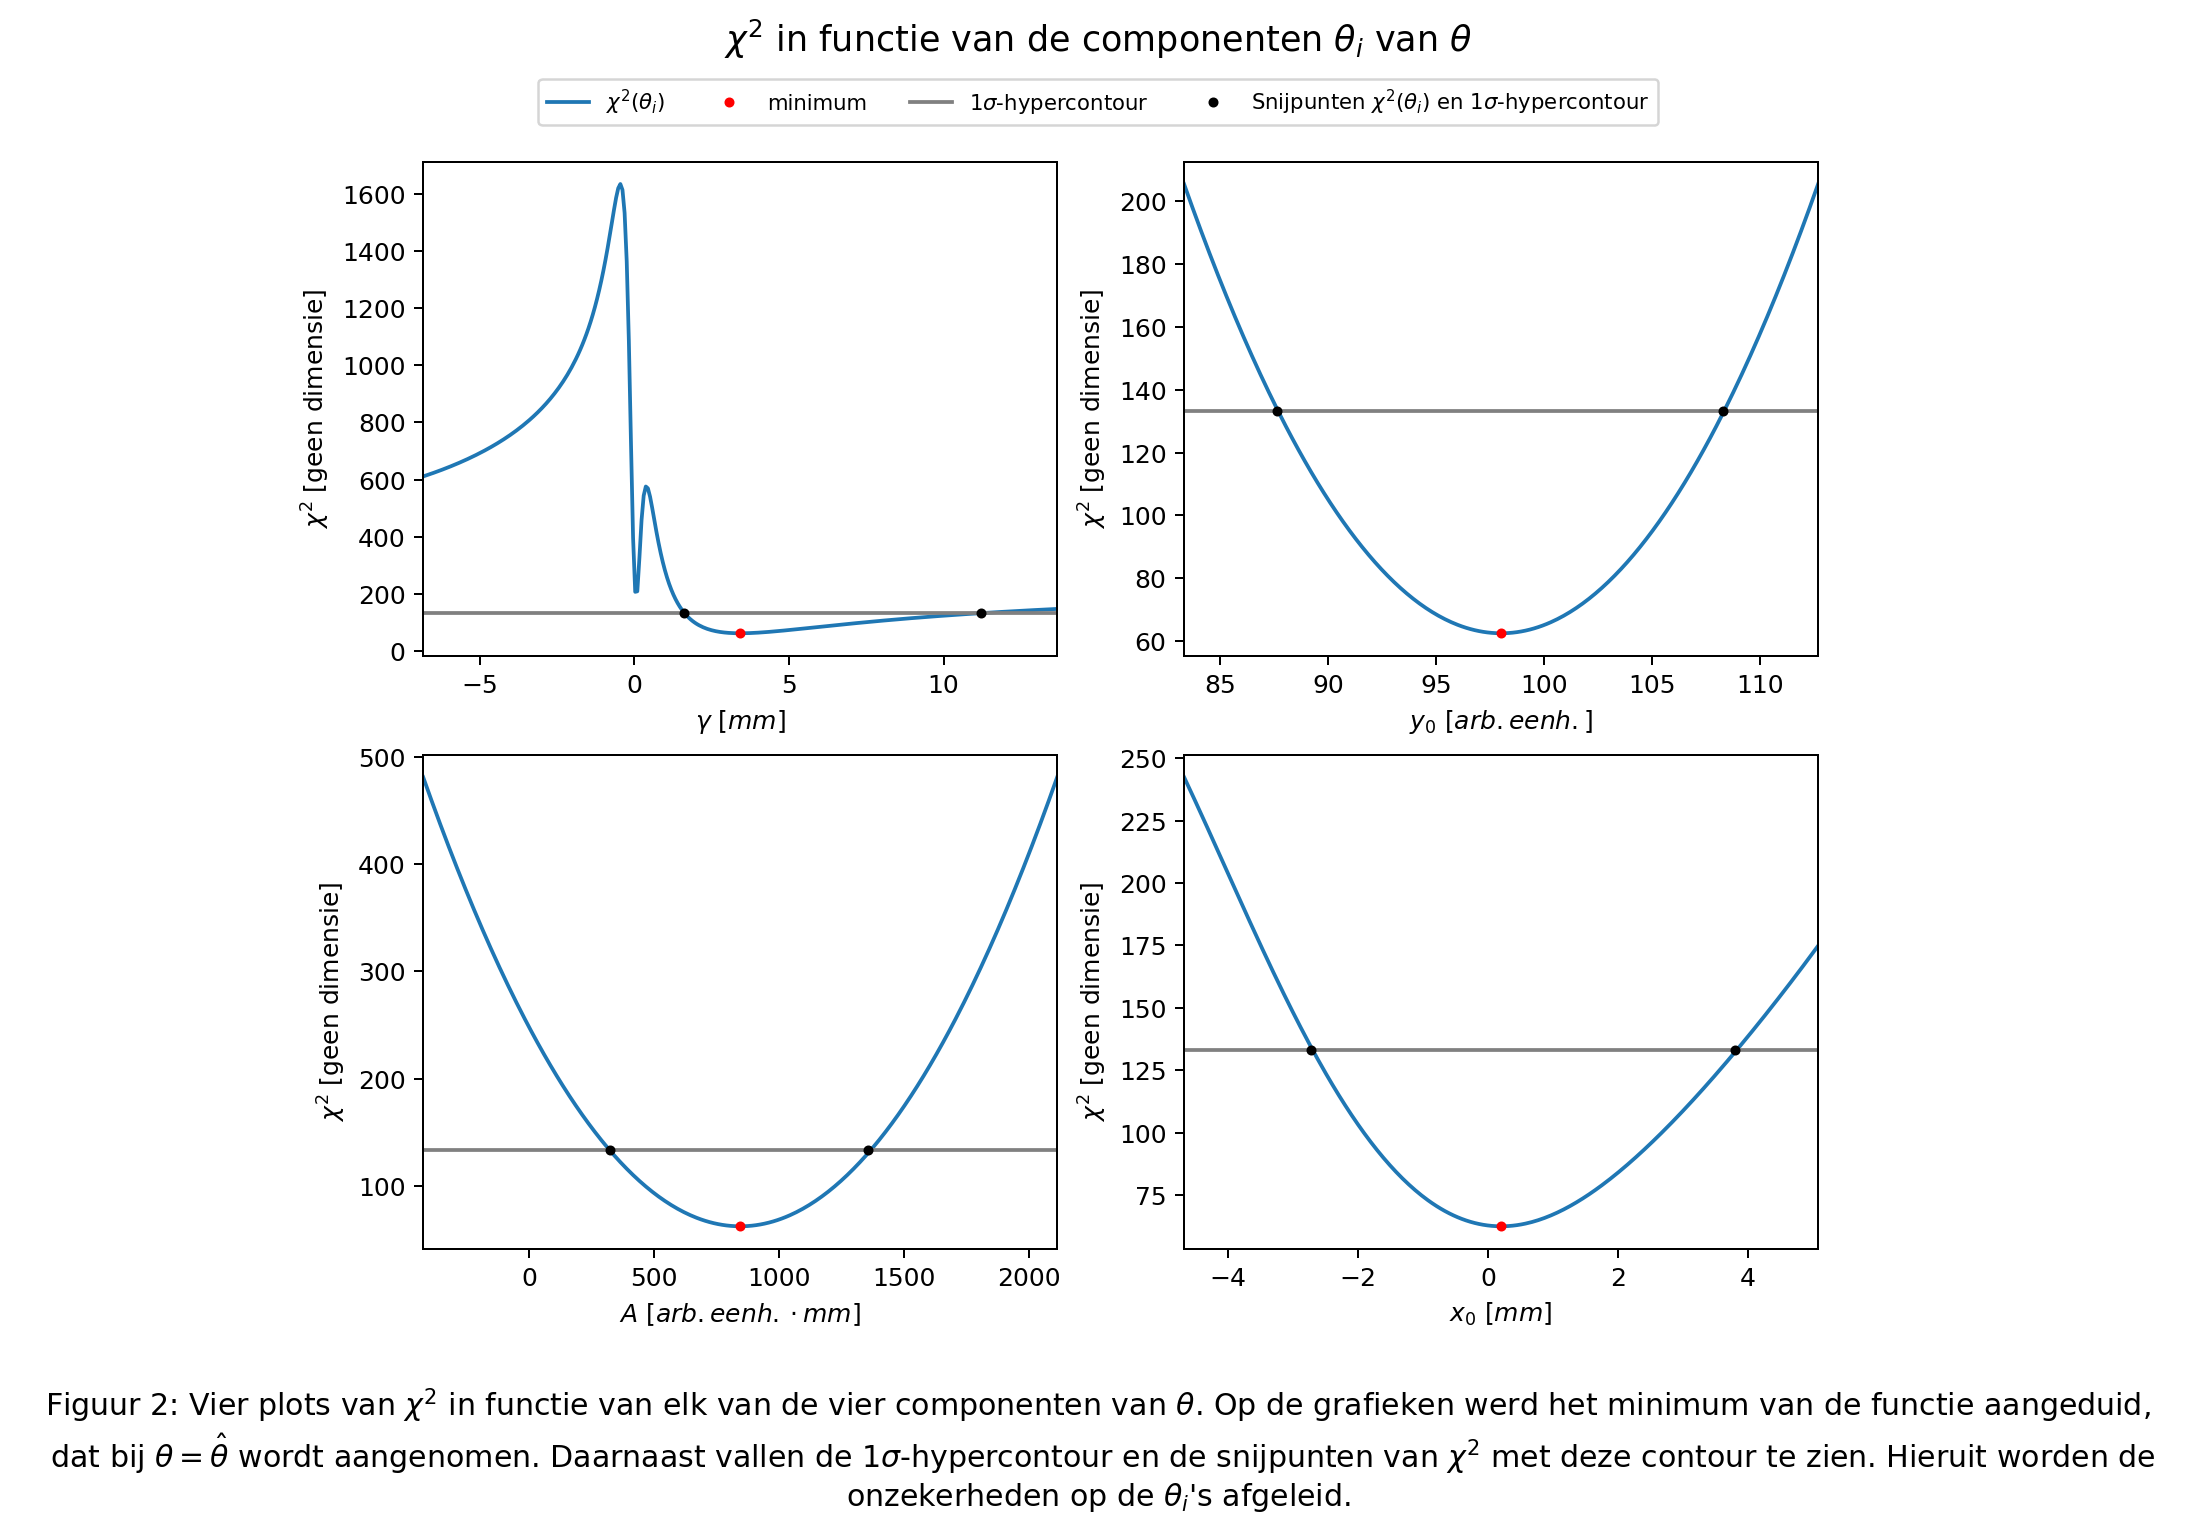 χ² in functie van de componenten θᵢ van θ
χ²(θᵢ) minimum 1σ-hypercontour Snijpunten χ²(θᵢ) en 1σ-hypercontour
χ² [geen dimensie]
1600
1400
1200
1000
800
600
400
200
0
−5 0 5 10
γ [mm]
χ² [geen dimensie]
200
180
160
140
120
100
80
60
85 90 95 100 105 110
y₀ [arb. eenh.]
χ² [geen dimensie]
500
400
300
200
100
0 500 1000 1500 2000
A [arb. eenh. · mm]
χ² [geen dimensie]
250
225
200
175
150
125
100
75
−4 −2 0 2 4
x₀ [mm]
Figuur 2: Vier plots van χ² in functie van elk van de vier componenten van θ. Op de grafieken werd het minimum van de functie aangeduid,
dat bij θ = θ̂ wordt aangenomen. Daarnaast vallen de 1σ-hypercontour en de snijpunten van χ² met deze contour te zien. Hieruit worden de
onzekerheden op de θᵢ's afgeleid.